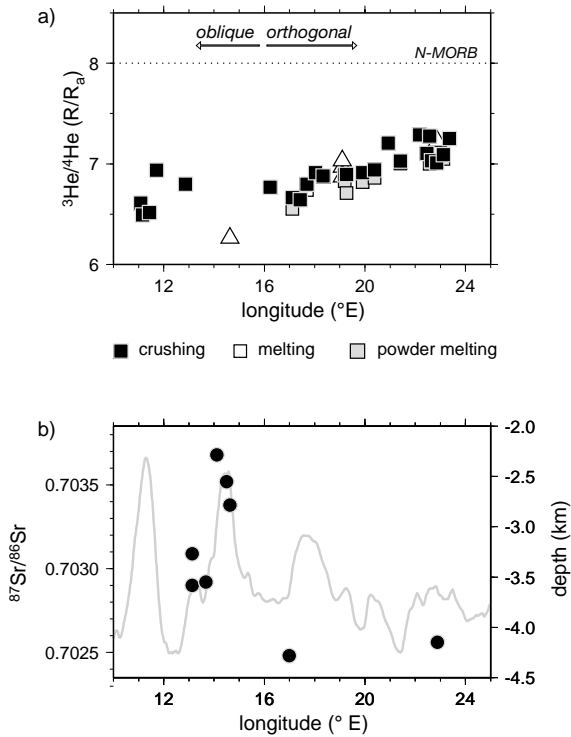 a)
oblique orthogonal
N-MORB
³He/⁴He (R/Rₐ)
8
7
6
12 16 20 24
longitude (°E)
crushing melting powder melting
b)
⁸⁷Sr/⁸⁶Sr
0.7035
0.7030
0.7025
-2.0
-2.5
-3.0
-3.5
-4.0
-4.5
depth (km)
12 16 20 24
longitude (° E)